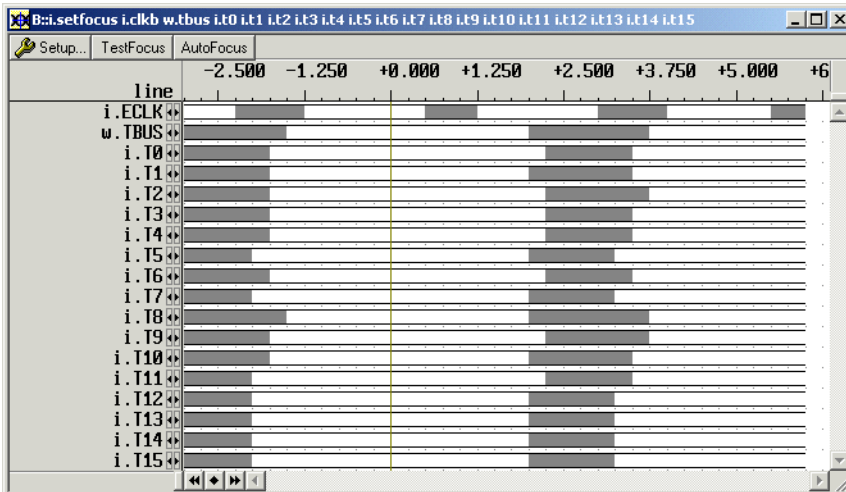 B::i.setfocus i.clkb w.tbus i.t0 i.t1 i.t2 i.t3 i.t4 i.t5 i.t6 i.t7 i.t8 i.t9 i.t10 i.t11 i.t12 i.t13 i.t14 i.t15
Setup... TestFocus AutoFocus
-2.500 -1.250 +0.000 +1.250 +2.500 +3.750 +5.000 +6
line
i.ECLK
w.TBUS
i.T0
i.T1
i.T2
i.T3
i.T4
i.T5
i.T6
i.T7
i.T8
i.T9
i.T10
i.T11
i.T12
i.T13
i.T14
i.T15